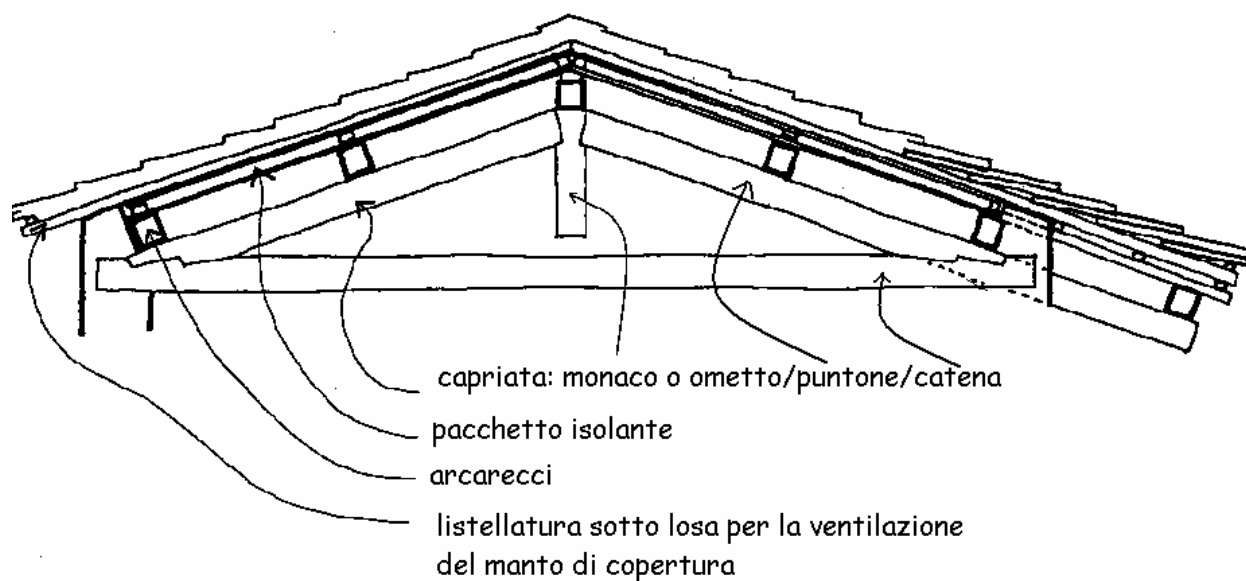 capriata: monaco o ometto/puntone/catena
pacchetto isolante
arcarecci
listellatura sotto losa per la ventilazione
del manto di copertura